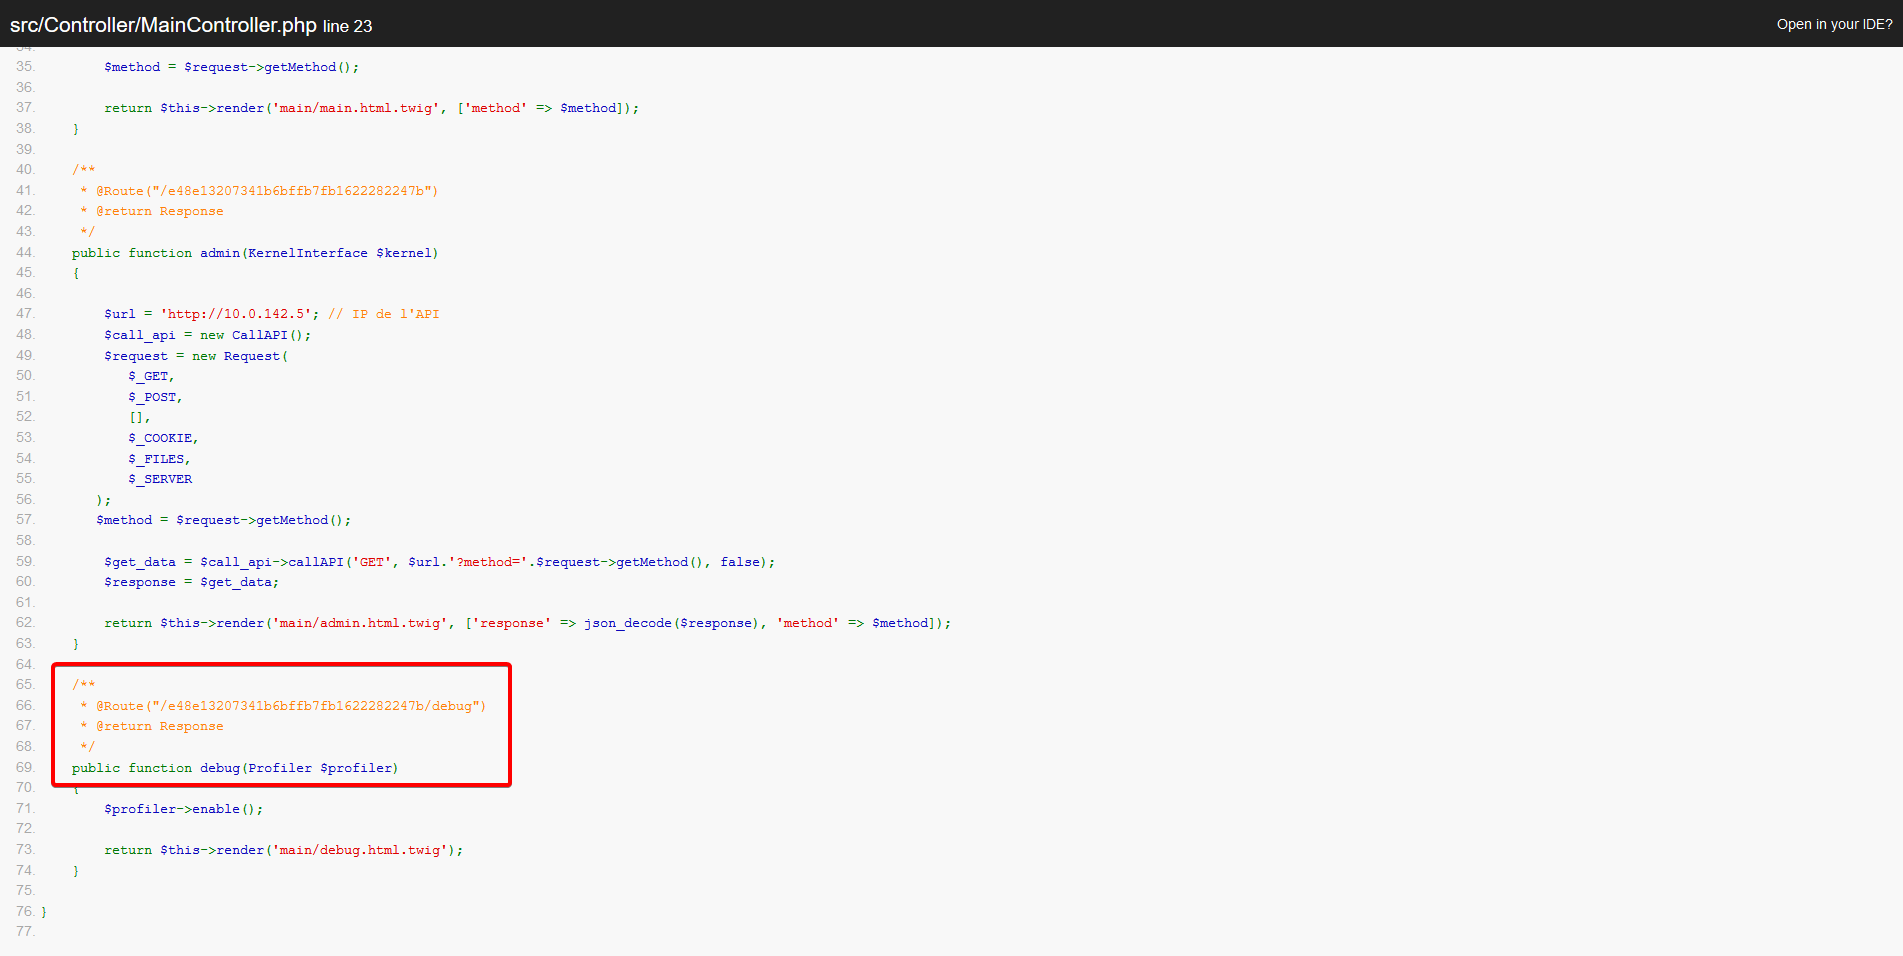 src/Controller/MainController.php line 23
Open in your IDE?
34.
35. $method = $request->getMethod();
36.
37. return $this->render('main/main.html.twig', ['method' => $method]);
38. }
39.
40. /**
41. * @Route("/e48e13207341b6bffb7fb1622282247b")
42. * @return Response
43. */
44. public function admin(KernelInterface $kernel)
45. {
46.
47. $url = 'http://10.0.142.5'; // IP de l'API
48. $call_api = new CallAPI();
49. $request = new Request(
50. $_GET,
51. $_POST,
52. [],
53. $_COOKIE,
54. $_FILES,
55. $_SERVER
56. );
57. $method = $request->getMethod();
58.
59. $get_data = $call_api->callAPI('GET', $url.'?method='.$request->getMethod(), false);
60. $response = $get_data;
61.
62. return $this->render('main/admin.html.twig', ['response' => json_decode($response), 'method' => $method]);
63. }
64.
65. /**
66. * @Route("/e48e13207341b6bffb7fb1622282247b/debug")
67. * @return Response
68. */
69. public function debug(Profiler $profiler)
70. {
71. $profiler->enable();
72.
73. return $this->render('main/debug.html.twig');
74. }
75.
76. }
77.